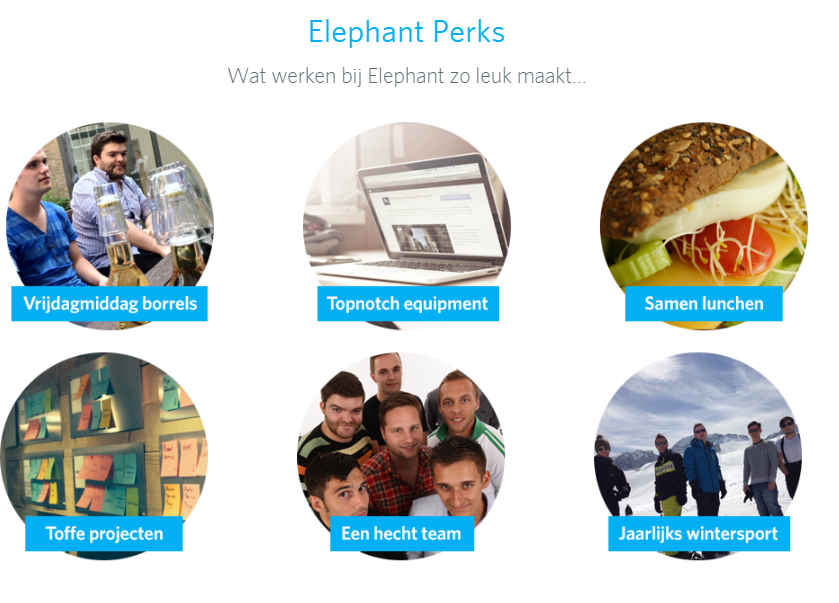 Elephant Perks
Wat werken bij Elephant zo leuk maakt...
Vrijdagmiddag borrels
Topnotch equipment
Samen lunchen
Toffe projecten
Een hecht team
Jaarlijks wintersport